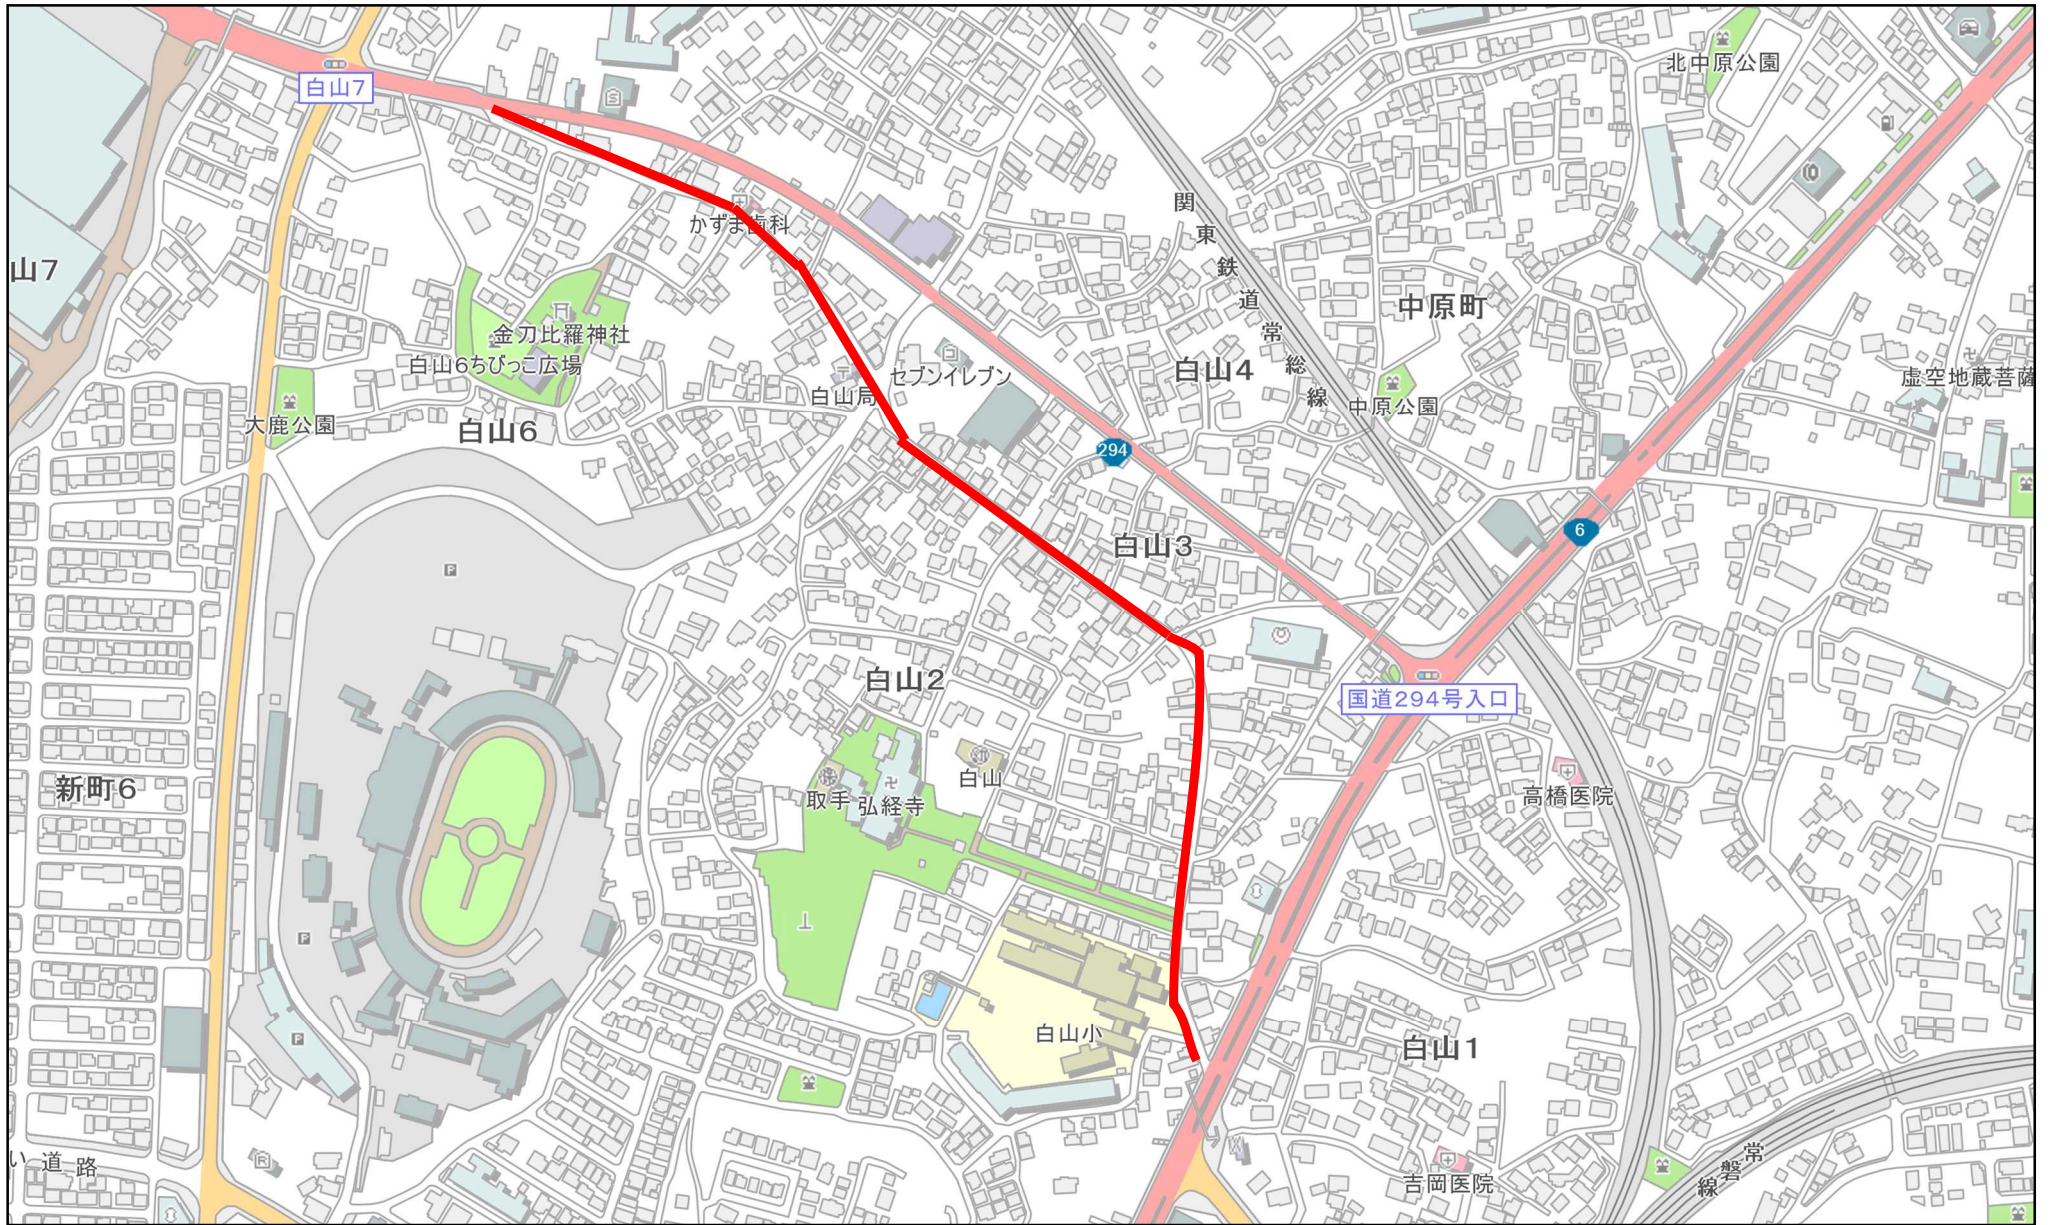 北中原公園
白山7
関東鉄道常総線
かずま歯科
山7
中原町
金刀比羅神社
白山6ちびっこ広場
セブンイレブン
白山4
虚空地蔵菩薩
白山局
中原公園
大鹿公園
白山6
294
6
白山3
白山2
国道294号入口
白山
新町6
取手
弘経寺
高橋医院
白山小
白山1
い道路
吉岡医院
常磐線
P
P
P